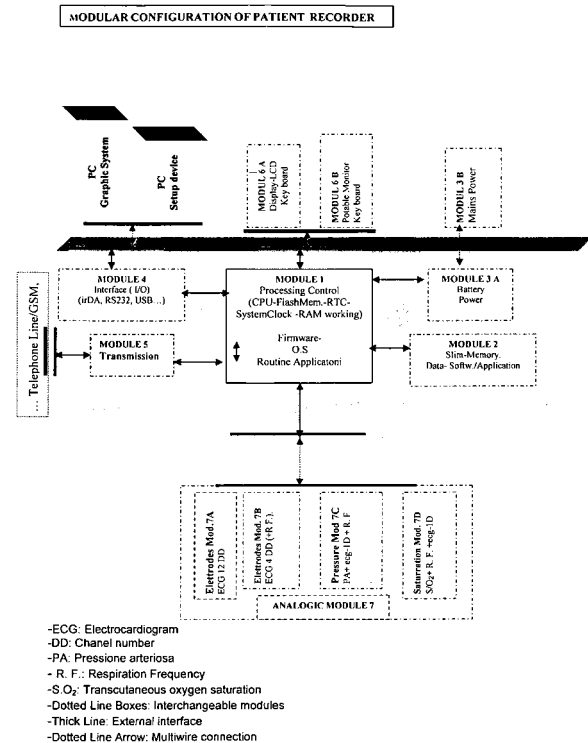 MODULAR CONFIGURATION OF PATIENT RECORDER
PC
Graphic System
PC
Setup device
MODUL 6 A
Display-LCD
Key board
MODUL 6 B
Potable Monitor
Key board
MODUL 3 B
Mains Power
MODULE 4
Interface ( I/O)
(irDA, RS232, USB…)
MODULE 1
Processing Control
(CPU-FlashMem.-RTC-
SystemClock -RAM working)
Firmware-
O.S
Routine Applicatoni
MODULE 3 A
Battery
Power
MODULE 5
Transmission
MODULE 2
Slim-Memory.
Data- Softw./Application
… Telephone Line/GSM,
Elettrodes Mod.7A
ECG 12 DD
Elettrodes Mod. 7B
ECG 4 DD (+R F.).
Pressure Mod 7C
PA+ ecg-1D + R. F
Saturration Mod. 7D
S/O₂+ R. F. +ecg-1D
ANALOGIC MODULE 7
-ECG: Electrocardiogram
-DD: Chanel number
-PA: Pressione arteriosa
- R. F.: Respiration Frequency
-S.O₂: Transcutaneous oxygen saturation
-Dotted Line Boxes: Interchangeable modules
-Thick Line: External interface
-Dotted Line Arrow: Multiwire connection